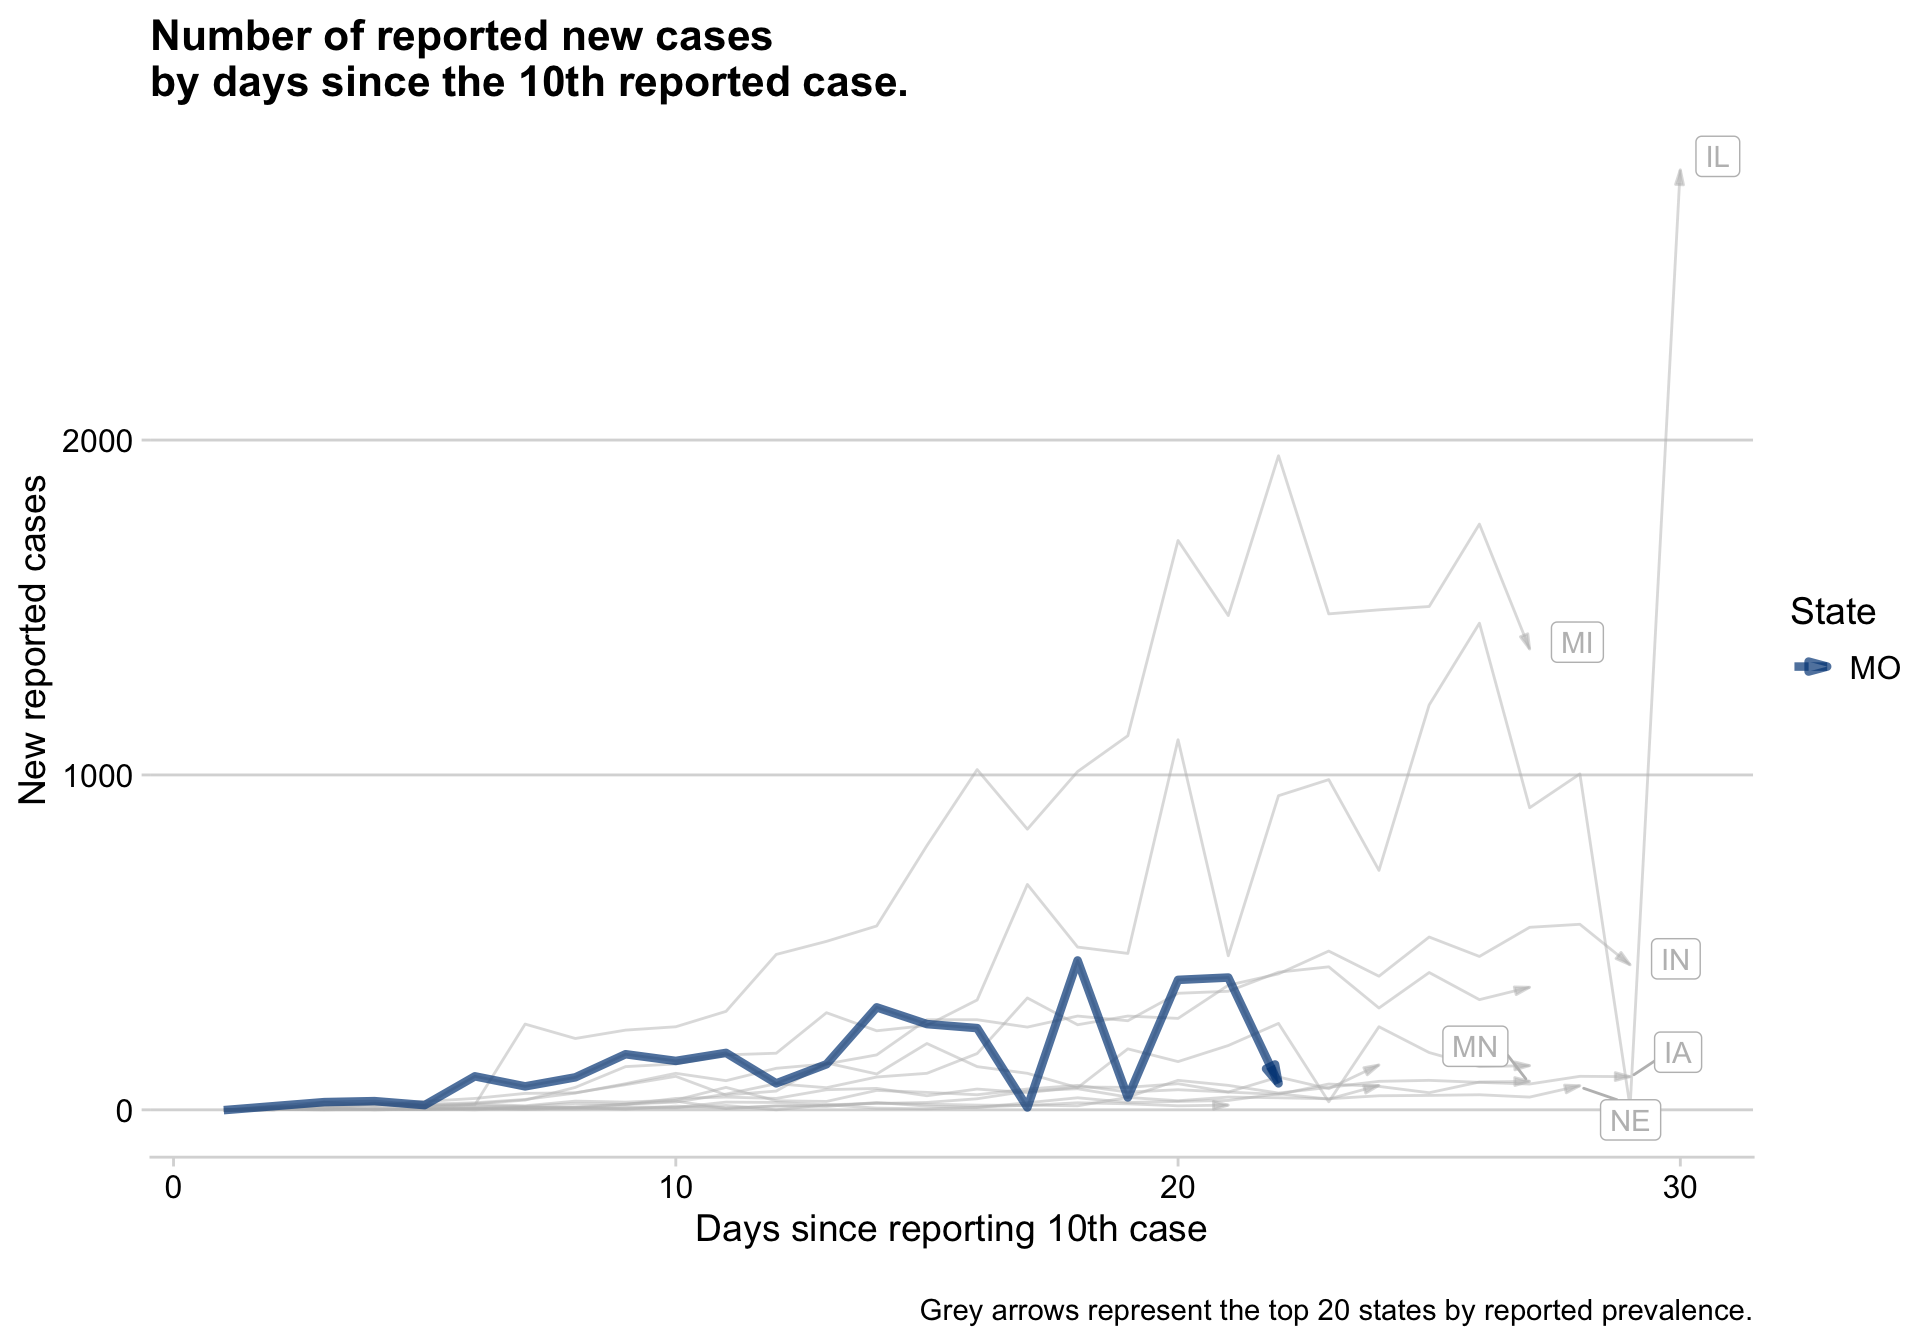 Number of reported new cases
by days since the 10th reported case.
IL
2000
MI
State
MO
New reported cases
1000
IN
MN
IA
NE
0
0
10
20
30
Days since reporting 10th case
Grey arrows represent the top 20 states by reported prevalence.